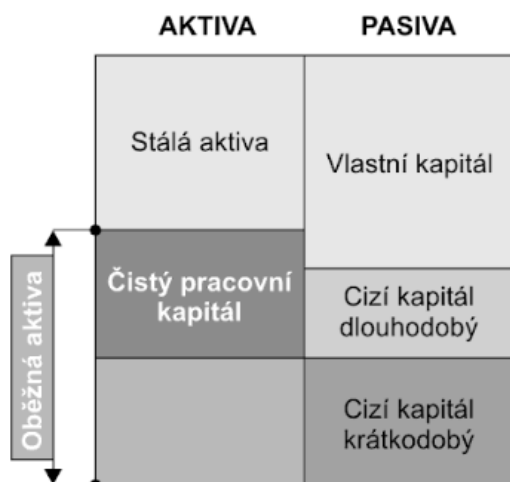 AKTIVA
PASIVA
Stálá aktiva
Vlastní kapitál
Čistý pracovní
kapitál
Cizí kapitál
dlouhodobý
Oběžná aktiva
Cizí kapitál
krátkodobý